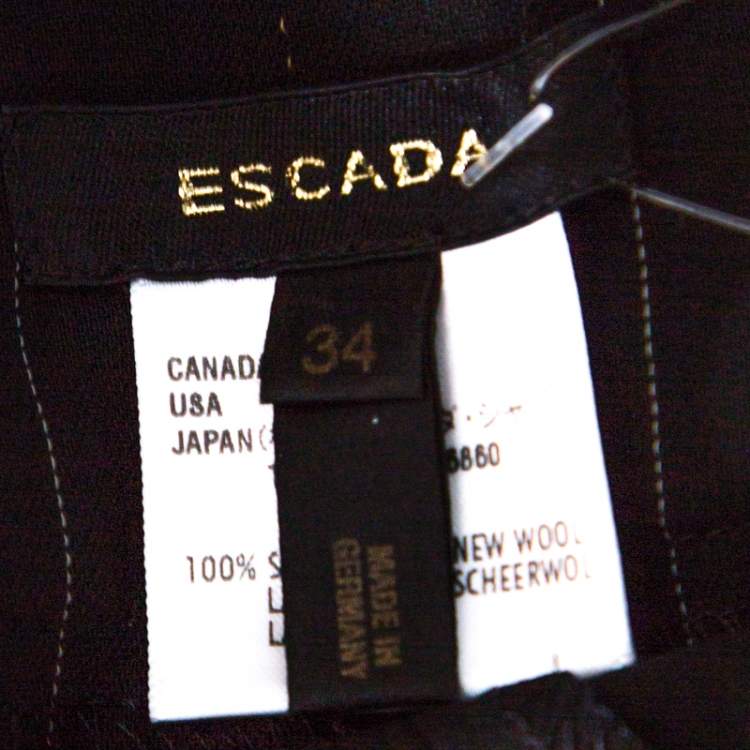 ESCADA
34
CANADA
USA
JAPAN
6860
100%
NEW WOOL
SCHEERWOL
MADE IN
GERMANY